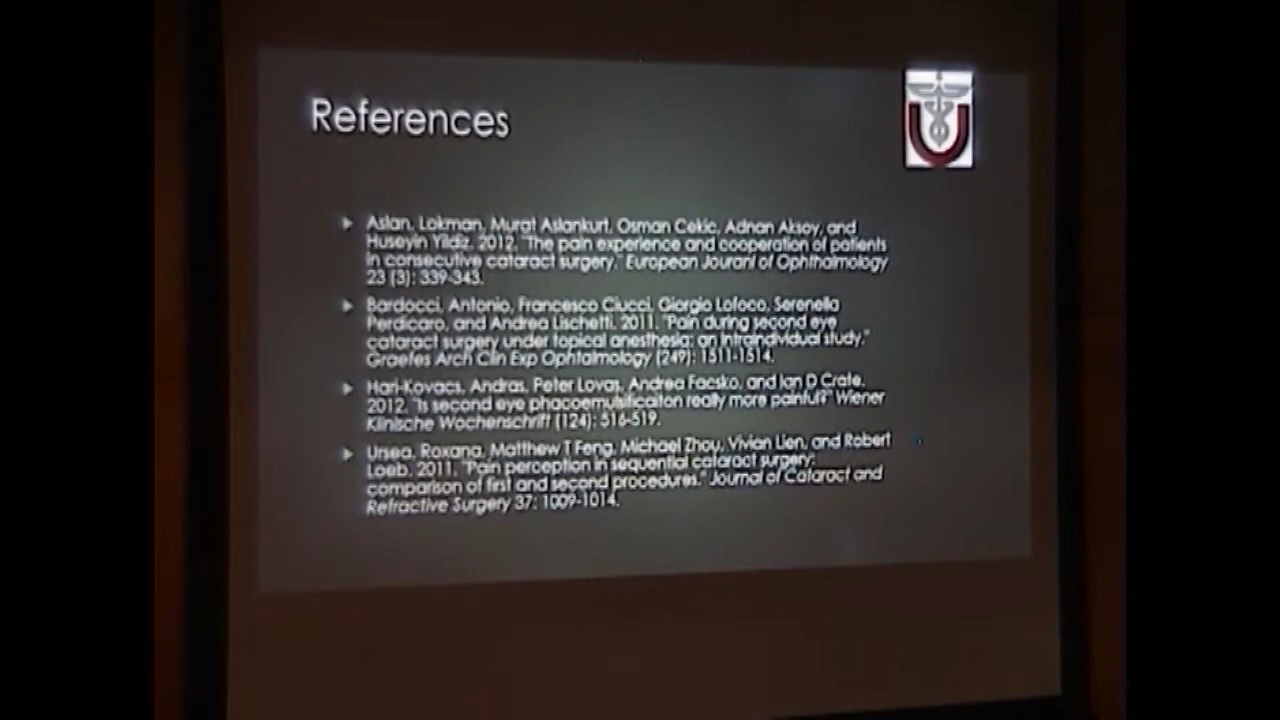 References
Aslan, Lokman, Murat Aslankurt, Osman Cekic, Adnan Aksoy, and
Huseyin Yildiz. 2012. "The pain experience and cooperation of patients
in consecutive cataract surgery." European Jouranl of Ophthalmology
23 (3): 339-343.
Bardocci, Antonio, Francesco Ciucci, Giorgio Lofoco, Serenella
Perdicaro, and Andrea Lischetti. 2011. "Pain during second eye
cataract surgery under topical anesthesia: an intraindividual study."
Graefes Arch Clin Exp Ophtalmology (249): 1511-1514.
Hari-Kovacs, Andras, Peter Lovas, Andrea Facsko, and Ian D Crate.
2012. "Is second eye phacoemulsificaiton really more painful?" Wiener
Klinische Wochenschrift (124): 516-519.
Ursea, Roxana, Matthew T Feng, Michael Zhou, Vivian Lien, and Robert
Loeb. 2011. "Pain perception in sequential cataract surgery:
comparison of first and second procedures." Journal of Cataract and
Refractive Surgery 37: 1009-1014.